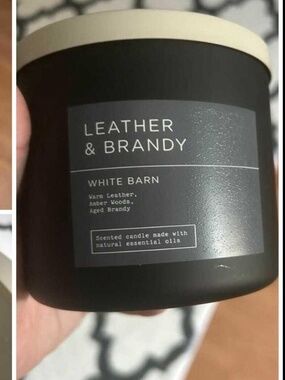 LEATHER
& BRANDY
WHITE BARN
Warm Leather,
Amber Woods,
Aged Brandy
Scented candle made with
natural essential oils